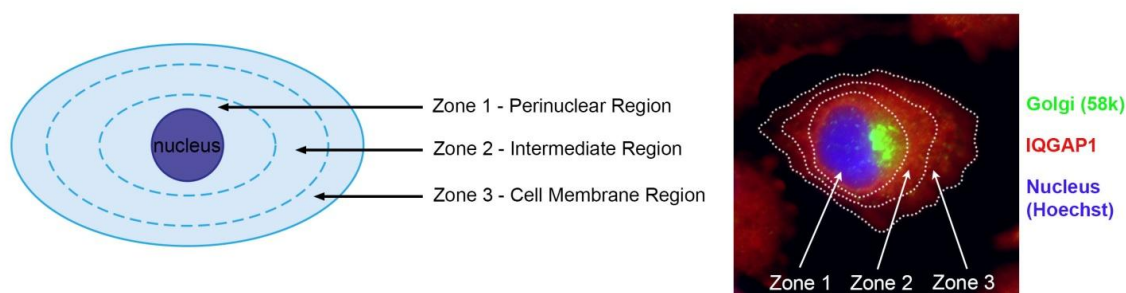 nucleus
Zone 1 - Perinuclear Region
Zone 2 - Intermediate Region
Zone 3 - Cell Membrane Region
Zone 1
Zone 2
Zone 3
Golgi (58k)
IQGAP1
Nucleus
(Hoechst)